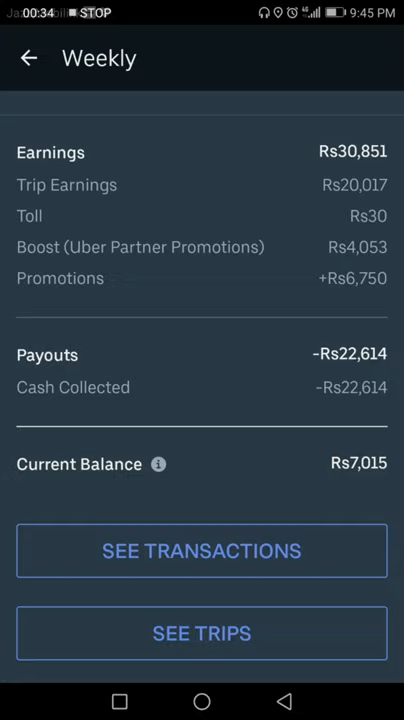 00:34 STOP 4G 9:45 PM
Weekly
Earnings Rs30,851
Trip Earnings Rs20,017
Toll Rs30
Boost (Uber Partner Promotions) Rs4,053
Promotions +Rs6,750
Payouts -Rs22,614
Cash Collected -Rs22,614
Current Balance Rs7,015
SEE TRANSACTIONS
SEE TRIPS